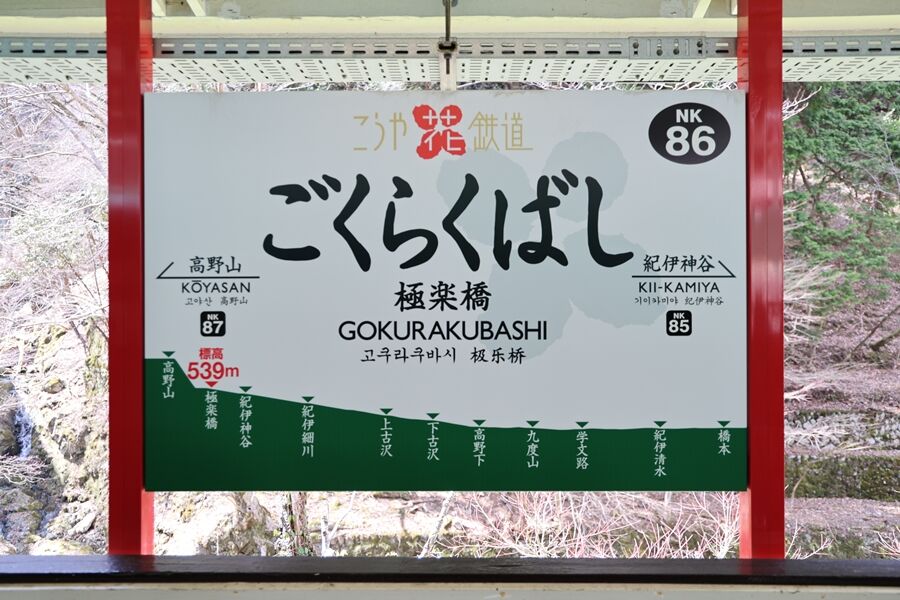 こうや花鉄道
NK
86
ごくらくばし
極楽橋
GOKURAKUBASHI
고쿠라쿠바시 极乐桥
高野山
KŌYASAN
고야산 高野山
NK
87
紀伊神谷
KII-KAMIYA
기이카미야 纪伊神谷
NK
85
標高
539m
高野山
極楽橋
紀伊神谷
紀伊細川
上古沢
下古沢
高野下
九度山
学文路
紀伊清水
橋本